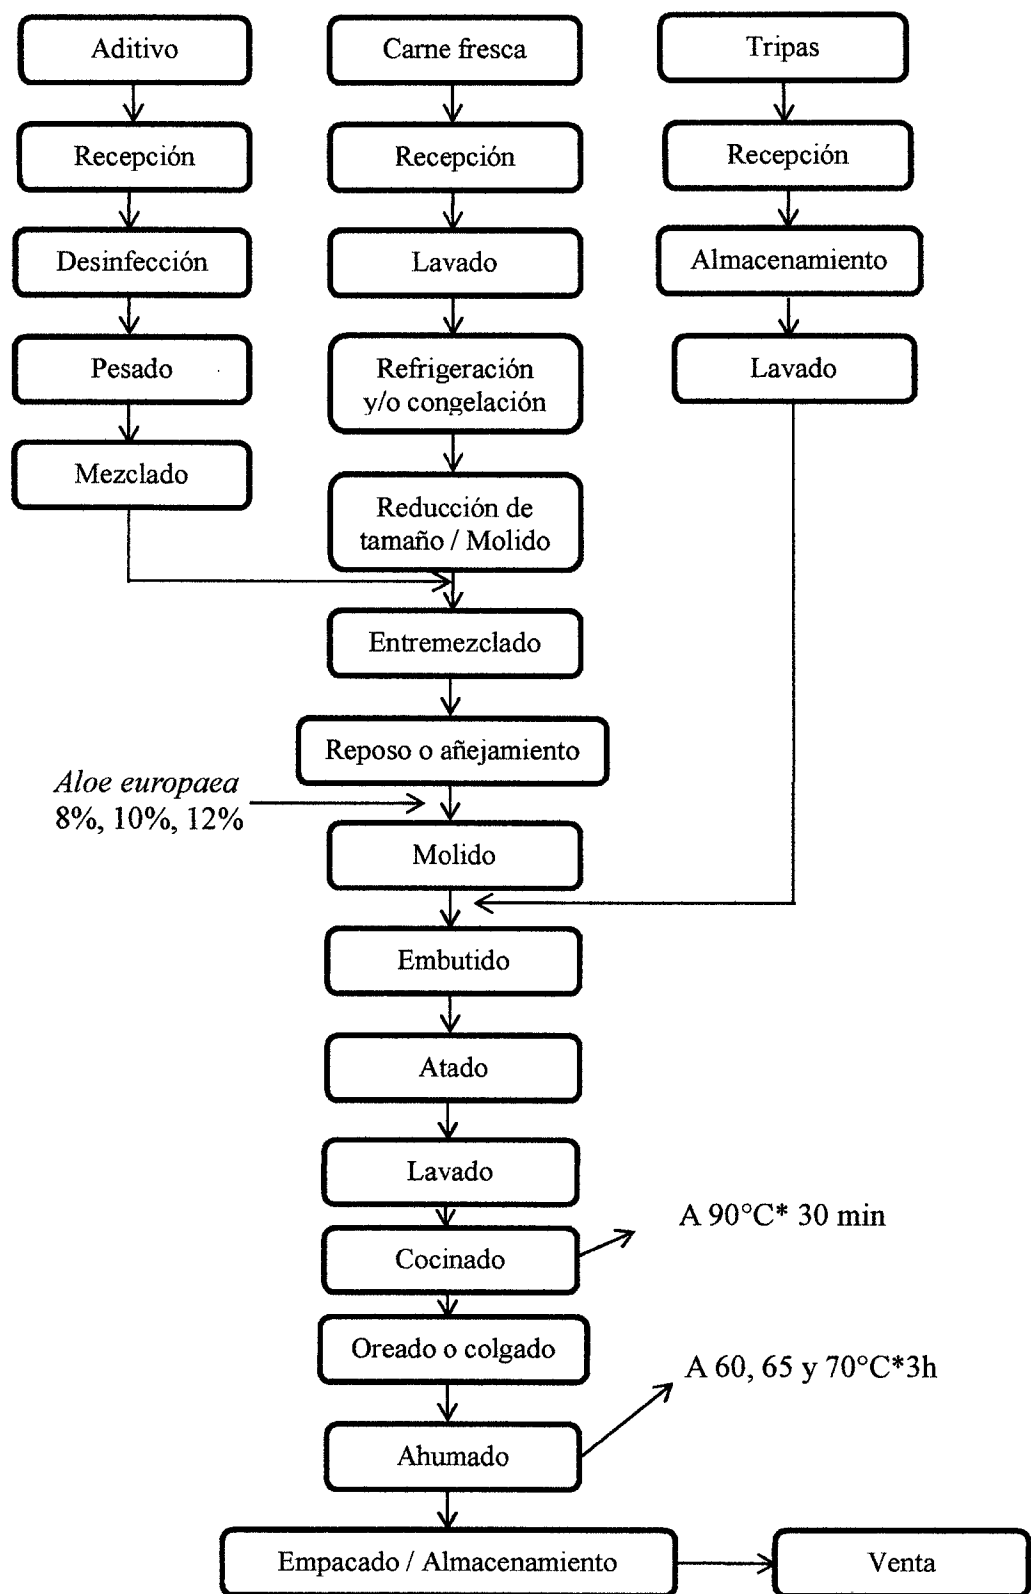 Aditivo
Carne fresca
Tripas
Recepción
Recepción
Recepción
Desinfección
Lavado
Almacenamiento
Pesado
Refrigeración
y/o congelación
Lavado
Mezclado
Reducción de
tamaño / Molido
Entremezclado
Reposo o añejamiento
Aloe europaea
8%, 10%, 12%
Molido
Embutido
Atado
Lavado
A 90°C* 30 min
Cocinado
Oreado o colgado
A 60, 65 y 70°C*3h
Ahumado
Empacado / Almacenamiento
Venta